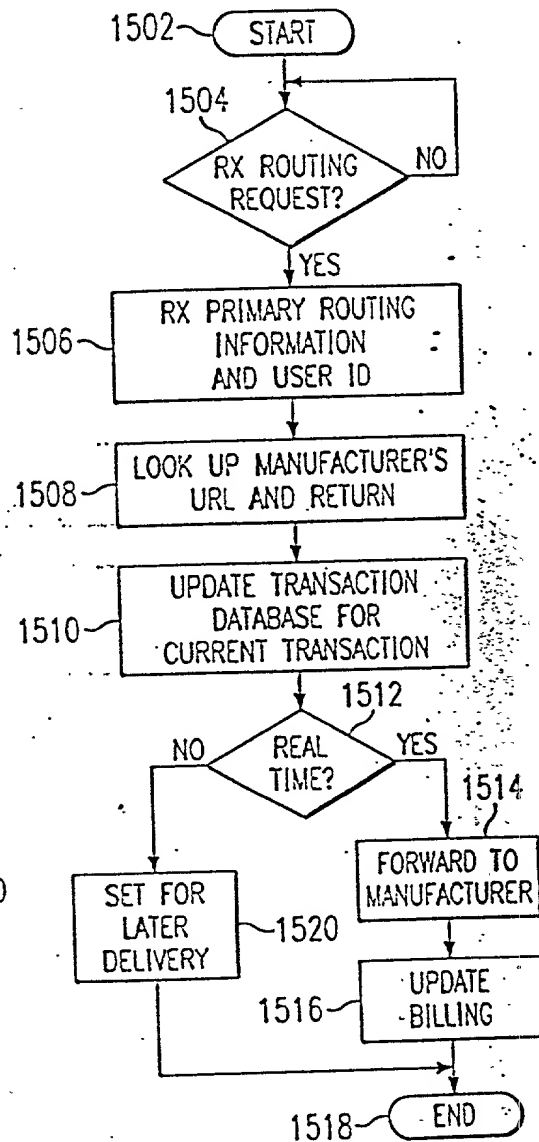 1502
START
1504
RX ROUTING
REQUEST?
NO
YES
1506
RX PRIMARY ROUTING
INFORMATION
AND USER ID
1508
LOOK UP MANUFACTURER'S
URL AND RETURN
1510
UPDATE TRANSACTION
DATABASE FOR
CURRENT TRANSACTION
1512
NO
REAL
TIME?
YES
1514
FORWARD TO
MANUFACTURER
SET FOR
LATER
DELIVERY
1520
1516
UPDATE
BILLING
1518
END